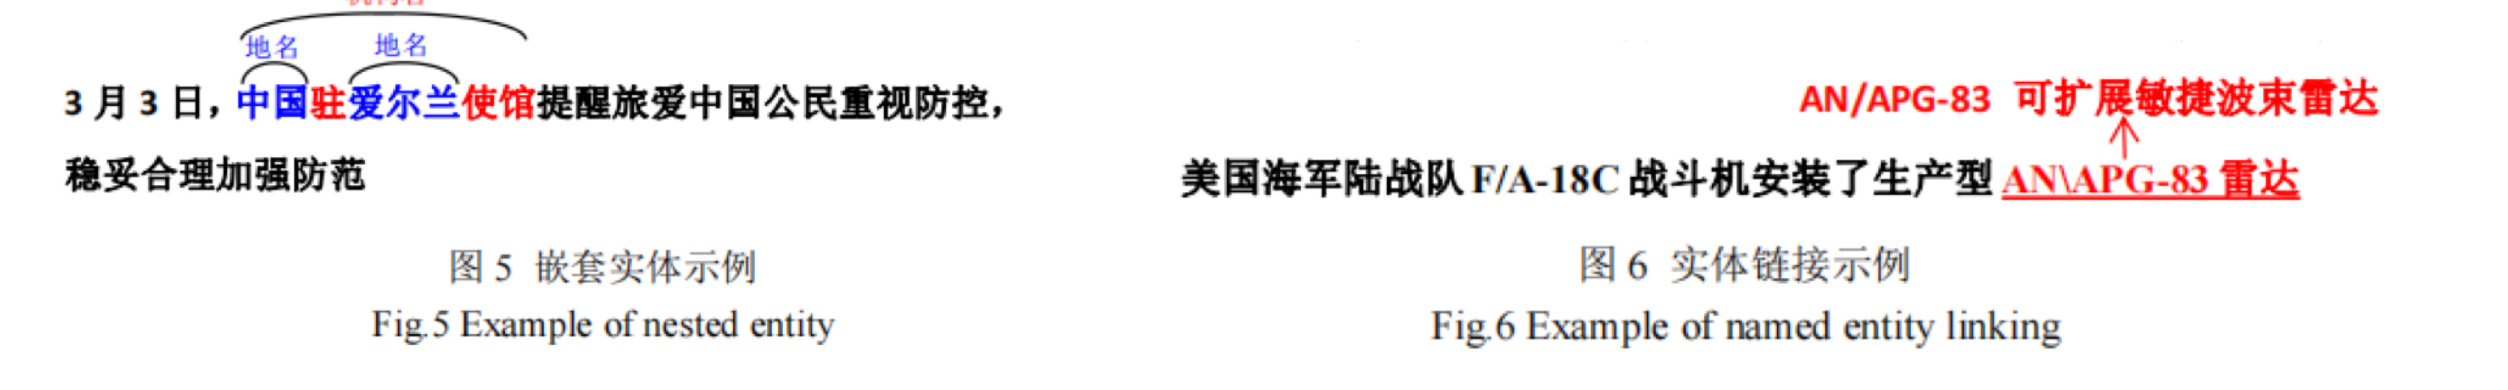 地名 地名
3月3日，中国驻爱尔兰使馆提醒旅爱中国公民重视防控，
稳妥合理加强防范
图 5 嵌套实体示例
Fig.5 Example of nested entity
AN/APG-83 可扩展敏捷波束雷达
美国海军陆战队 F/A-18C 战斗机安装了生产型 AN\APG-83 雷达
图 6 实体链接示例
Fig.6 Example of named entity linking